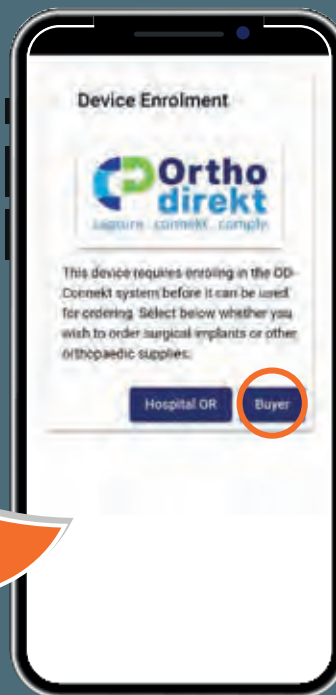 Device Enrolment
Ortho
direkt
capture connekt comply
This device requires enroling in the OD-
Connekt system before it can be used
for ordering. Select below whether you
wish to order surgical implants or other
orthopaedic supplies.
Hospital OR Buyer